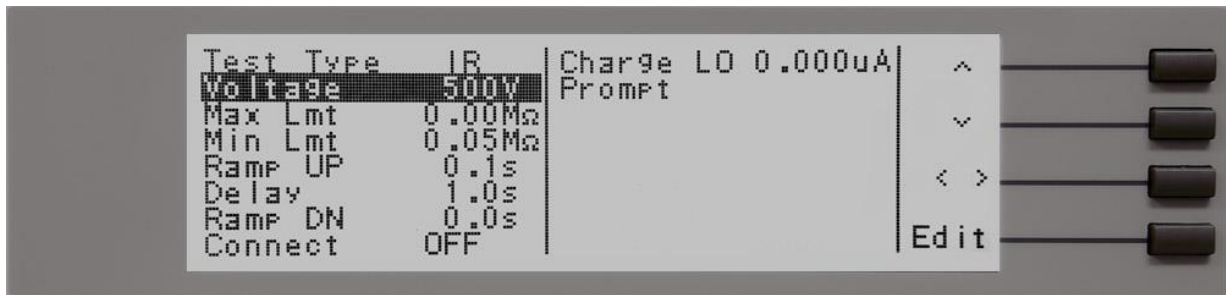 Test Type IR
Voltage 500V
Max Lmt 0.00MΩ
Min Lmt 0.05MΩ
Ramp UP 0.1s
Delay 1.0s
Ramp DN 0.0s
Connect OFF
Charge LO 0.000uA
Prompt
^
v
< >
Edit